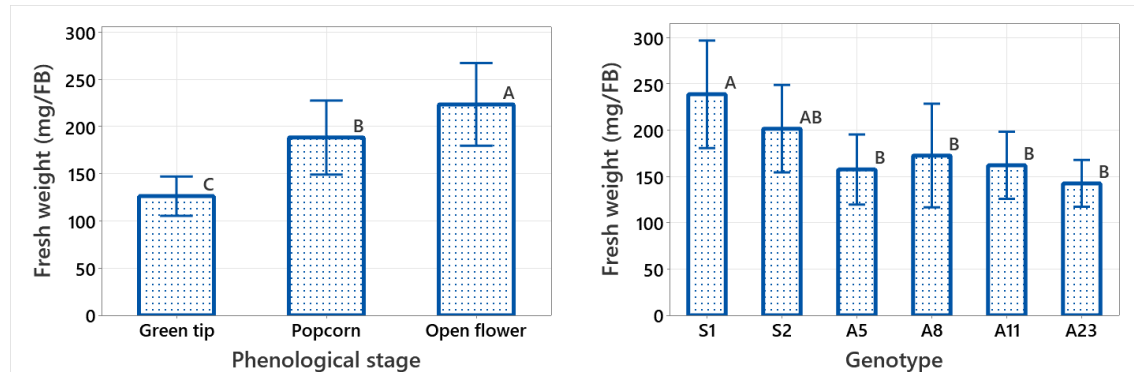 Fresh weight (mg/FB)
300
250
200
150
100
50
0
A
B
C
Green tip Popcorn Open flower
Phenological stage
Fresh weight (mg/FB)
300
250
200
150
100
50
0
A
AB
B
B
B
B
S1 S2 A5 A8 A11 A23
Genotype